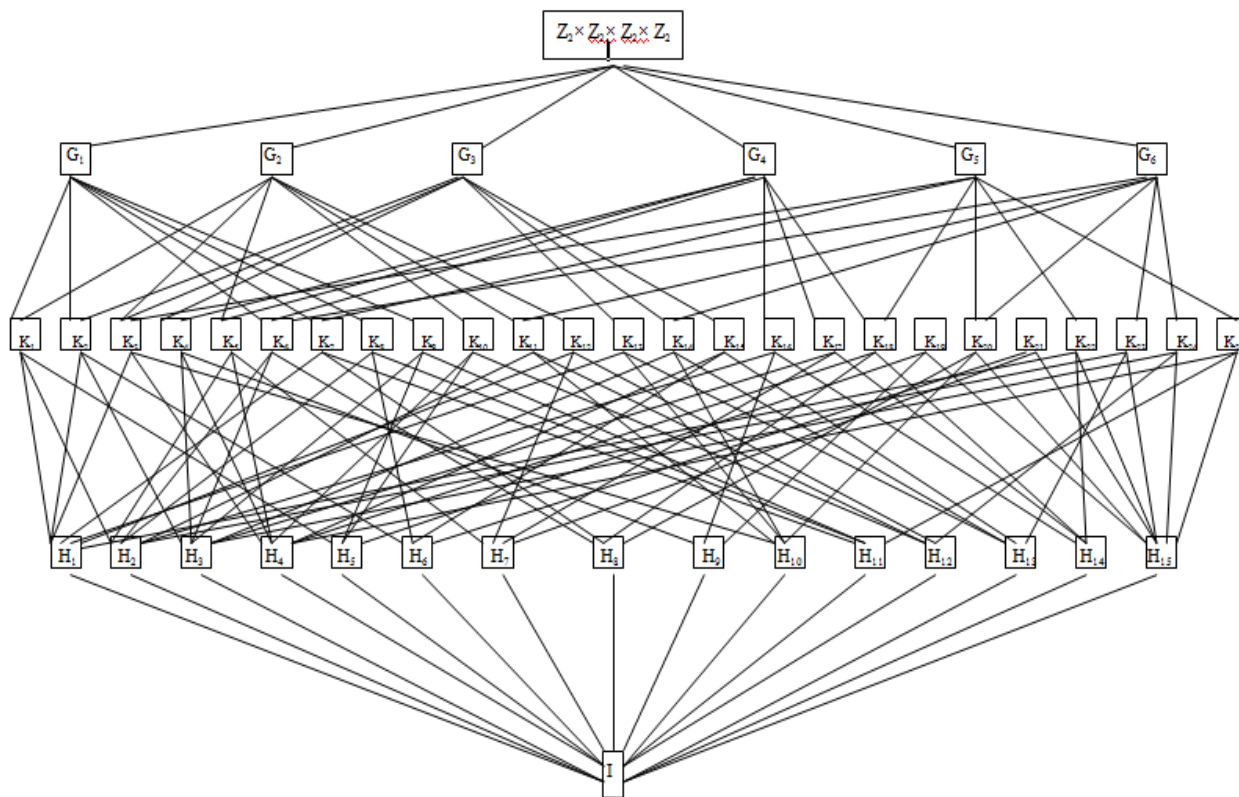 Z₂× Z₂× Z₂× Z₂
G₁ G₂ G₃ G₄ G₅ G₆
K₁ K₂ K₃ K₄ K₅ K₆ K₇ K₈ K₉ K₁₀ K₁₁ K₁₂ K₁₃ K₁₄ K₁₅ K₁₆ K₁₇ K₁₈ K₁₉ K₂₀ K₂₁ K₂₂ K₂₃ K₂₄
H₁ H₂ H₃ H₄ H₅ H₆ H₇ H₈ H₉ H₁₀ H₁₁ H₁₂ H₁₃ H₁₄ H₁₅
I